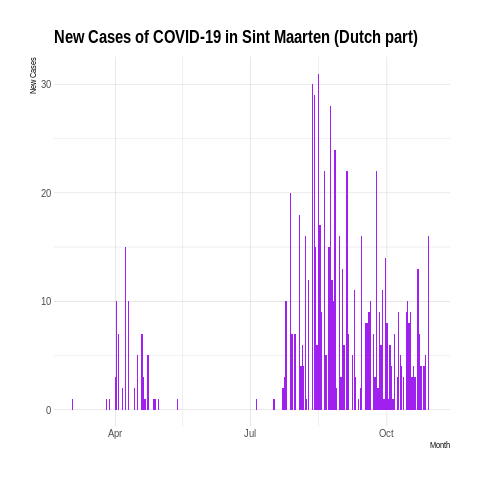 New Cases of COVID-19 in Sint Maarten (Dutch part)
New Cases
30
20
10
0
Apr
Jul
Oct
Month